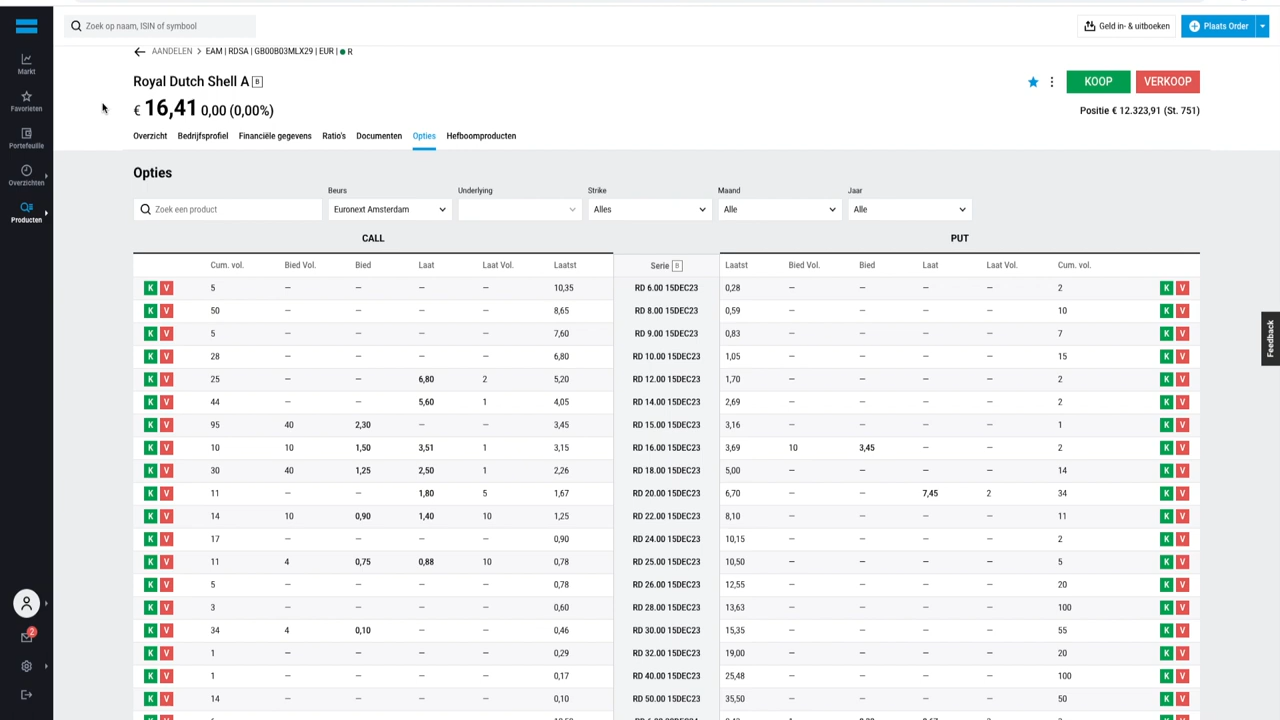 Zoek op naam, ISIN of symbool
Geld in- & uitboeken
Plaats Order
Markt
Favorieten
Portefeuille
Overzichten
Producten
2
AANDELEN > EAM | RDSA | GB00B03MLX29 | EUR | R
Royal Dutch Shell A B
KOOP VERKOOP
€ 16,41 0,00 (0,00%)
Positie € 12.323,91 (St. 751)
Overzicht Bedrijfsprofiel Financiële gegevens Ratio's Documenten Opties Hefboomproducten
Opties
Beurs Underlying Strike Maand Jaar
Zoek een product Euronext Amsterdam Alles Alle Alle
CALL PUT
Cum. vol. Bied Vol. Bied Laat Laat Vol. Laatst Serie B Laatst Bied Vol. Bied Laat Laat Vol. Cum. vol.
K V 5 – – – – 10,35 RD 6.00 15DEC23 0,28 – – – – 2 K V
K V 50 – – – – 8,65 RD 8.00 15DEC23 0,59 – – – – 10 K V
K V 5 – – – – 7,60 RD 9.00 15DEC23 0,83 – – – – 7 K V
K V 28 – – – – 6,80 RD 10.00 15DEC23 1,05 – – – – 15 K V
K V 25 – – 6,80 2 5,20 RD 12.00 15DEC23 1,70 – – – – 2 K V
K V 44 – – 5,60 1 4,05 RD 14.00 15DEC23 2,69 – – – – 2 K V
K V 95 40 2,30 – – 3,45 RD 15.00 15DEC23 3,16 – – – – 1 K V
K V 10 10 1,50 3,51 1 3,15 RD 16.00 15DEC23 3,69 10 3,45 – – 2 K V
K V 30 40 1,25 2,50 1 2,26 RD 18.00 15DEC23 5,00 – – – – 14 K V
K V 11 – – 1,80 5 1,67 RD 20.00 15DEC23 6,70 – – 7,45 2 34 K V
K V 14 10 0,90 1,40 10 1,25 RD 22.00 15DEC23 8,10 – – – – 11 K V
K V 17 – – – – 0,90 RD 24.00 15DEC23 10,15 – – – – 2 K V
K V 11 4 0,75 0,88 10 0,78 RD 25.00 15DEC23 10,50 – – – – 5 K V
K V 5 – – – – 0,78 RD 26.00 15DEC23 12,55 – – – – 20 K V
K V 3 – – – – 0,60 RD 28.00 15DEC23 13,63 – – – – 100 K V
K V 34 4 0,10 – – 0,46 RD 30.00 15DEC23 15,35 – – – – 55 K V
K V 1 – – – – 0,29 RD 32.00 15DEC23 19,00 – – – – 20 K V
K V 1 – – – – 0,17 RD 40.00 15DEC23 25,48 – – – – 100 K V
K V 14 – – – – 0,10 RD 50.00 15DEC23 35,50 – – – – 50 K V
Feedback